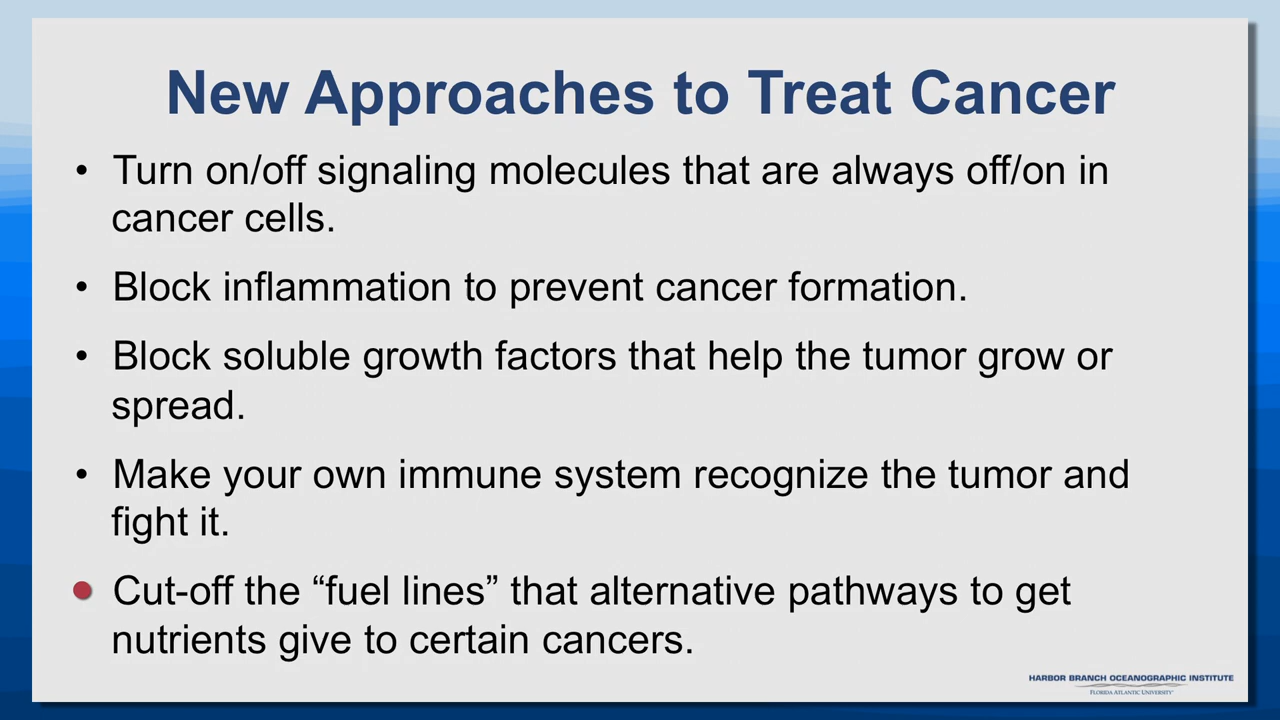 New Approaches to Treat Cancer
• Turn on/off signaling molecules that are always off/on in
cancer cells.
• Block inflammation to prevent cancer formation.
• Block soluble growth factors that help the tumor grow or
spread.
• Make your own immune system recognize the tumor and
fight it.
• Cut-off the “fuel lines” that alternative pathways to get
nutrients give to certain cancers.
HARBOR BRANCH OCEANOGRAPHIC INSTITUTE
FLORIDA ATLANTIC UNIVERSITY